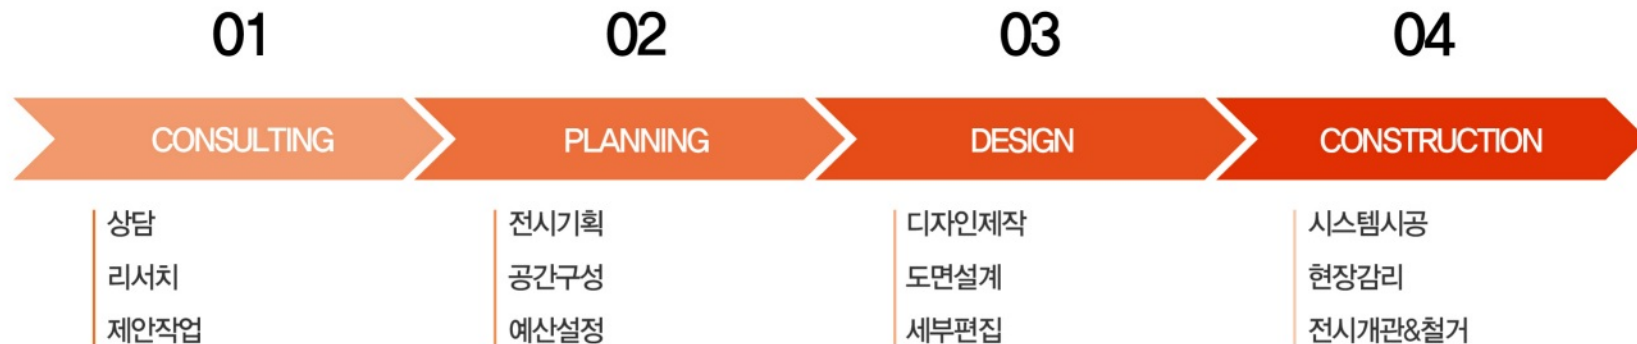 01
02
03
04
CONSULTING
PLANNING
DESIGN
CONSTRUCTION
상담
리서치
제안작업
전시기획
공간구성
예산설정
디자인제작
도면설계
세부편집
시스템시공
현장감리
전시개관&철거